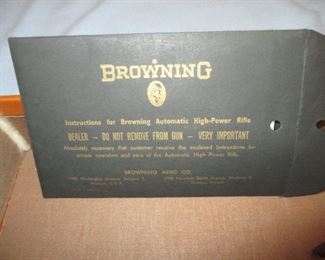 BROWNING
Instructions for Browning Automatic High-Power Rifle
DEALER — DO NOT REMOVE FROM GUN — VERY IMPORTANT
Absolutely necessary that customer receive the enclosed Instructions for
proper operation and care of the Automatic High-Power Rifle.
BROWNING ARMS CO.